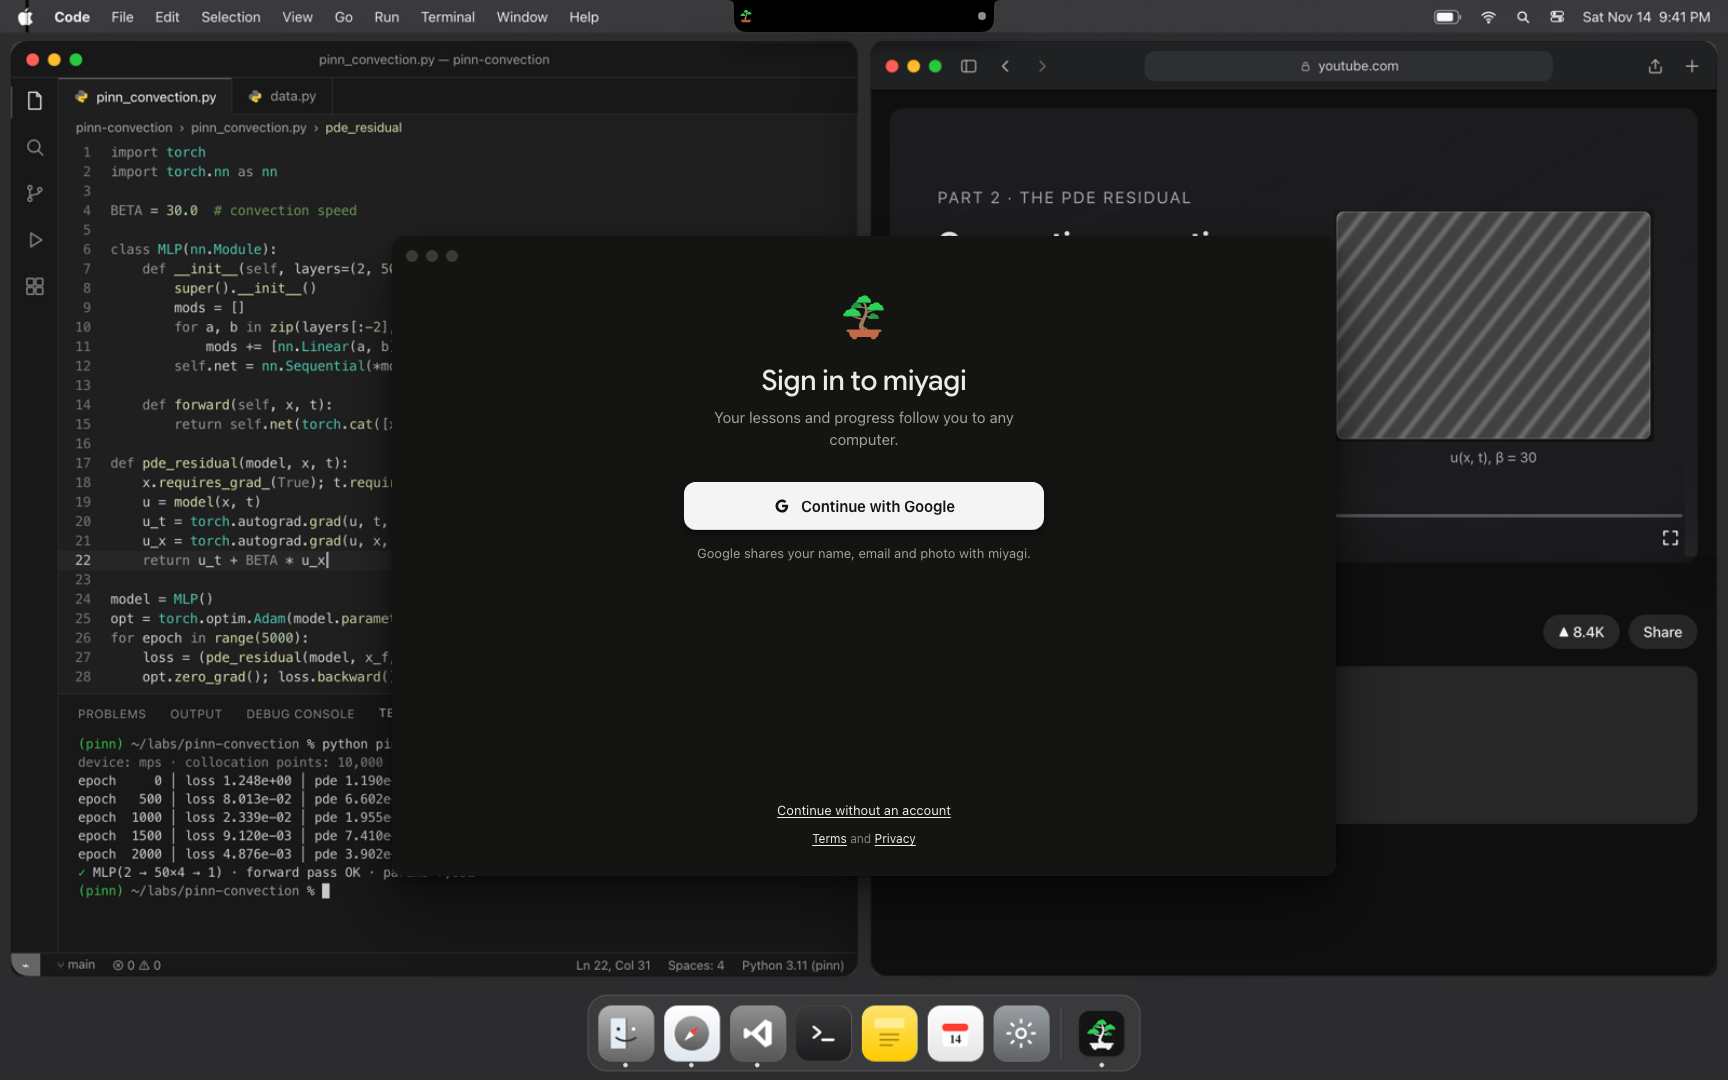 Code File Edit Selection View Go Run Terminal Window Help
Sat Nov 14 9:41 PM
pinn_convection.py — pinn-convection
pinn_convection.py
data.py
pinn-convection › pinn_convection.py › pde_residual
1 import torch
2 import torch.nn as nn
3
4 BETA = 30.0 # convection speed
5
6 class MLP(nn.Module):
7 def __init__(self, layers=(2, 50
8 super().__init__()
9 mods = []
10 for a, b in zip(layers[:-2],
11 mods += [nn.Linear(a, b)
12 self.net = nn.Sequential(*mo
13
14 def forward(self, x, t):
15 return self.net(torch.cat([x
16
17 def pde_residual(model, x, t):
18 x.requires_grad_(True); t.requir
19 u = model(x, t)
20 u_t = torch.autograd.grad(u, t,
21 u_x = torch.autograd.grad(u, x,
22 return u_t + BETA * u_x
23
24 model = MLP()
25 opt = torch.optim.Adam(model.paramet
26 for epoch in range(5000):
27 loss = (pde_residual(model, x_f,
28 opt.zero_grad(); loss.backward()
PROBLEMS OUTPUT DEBUG CONSOLE TE
(pinn) ~/labs/pinn-convection % python pi
device: mps · collocation points: 10,000
epoch 0 | loss 1.248e+00 | pde 1.190e
epoch 500 | loss 8.013e-02 | pde 6.602e
epoch 1000 | loss 2.339e-02 | pde 1.955e
epoch 1500 | loss 9.120e-03 | pde 7.410e
epoch 2000 | loss 4.876e-03 | pde 3.902e
✓ MLP(2 → 50×4 → 1) · forward pass OK ·
(pinn) ~/labs/pinn-convection %
main 0 0
Ln 22, Col 31 Spaces: 4 Python 3.11 (pinn)
youtube.com
PART 2 · THE PDE RESIDUAL
u(x, t), β = 30
8.4K
Share
Sign in to miyagi
Your lessons and progress follow you to any
computer.
G Continue with Google
Google shares your name, email and photo with miyagi.
Continue without an account
Terms and Privacy
14